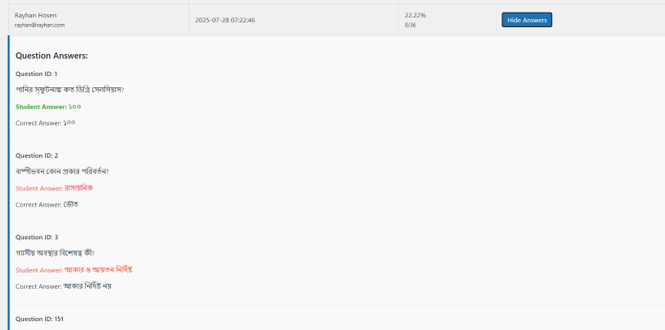 Rayhan Hosen
rayhan@rayhan.com
2025-07-28 07:22:46
22.22%
8/36
Hide Answers
Question Answers:
Question ID: 1
পানির স্ফুটনাঙ্ক কত ডিগ্রি সেলসিয়াস?
Student Answer: ১০০
Correct Answer: ১০০
Question ID: 2
বাষ্পীভবন কোন প্রকার পরিবর্তন?
Student Answer: রাসায়নিক
Correct Answer: ভৌত
Question ID: 3
গ্যাসীয় অবস্থার বিশেষত্ব কী?
Student Answer: আকার ও আয়তন নির্দিষ্ট
Correct Answer: আকার নির্দিষ্ট নয়
Question ID: 151